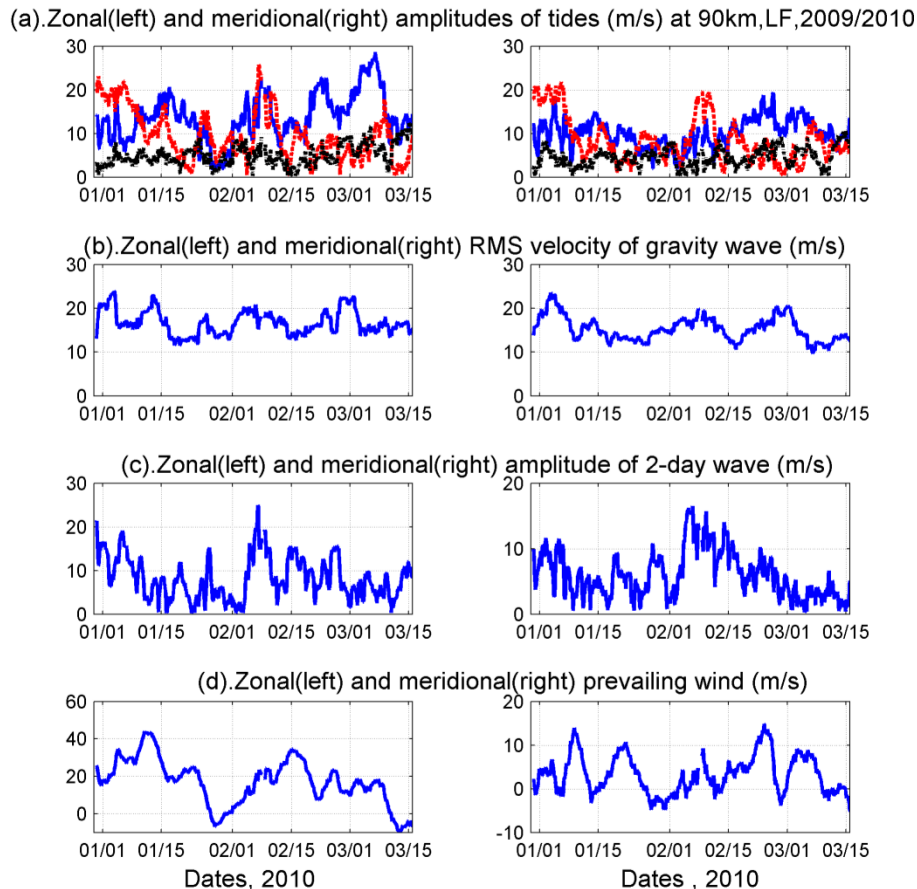 (a).Zonal(left) and meridional(right) amplitudes of tides (m/s) at 90km,LF,2009/2010
30
20
10
0
01/01 01/15 02/01 02/15 03/01 03/15
30
20
10
0
01/01 01/15 02/01 02/15 03/01 03/15
(b).Zonal(left) and meridional(right) RMS velocity of gravity wave (m/s)
30
20
10
0
01/01 01/15 02/01 02/15 03/01 03/15
30
20
10
0
01/01 01/15 02/01 02/15 03/01 03/15
(c).Zonal(left) and meridional(right) amplitude of 2-day wave (m/s)
30
20
10
0
01/01 01/15 02/01 02/15 03/01 03/15
20
10
0
01/01 01/15 02/01 02/15 03/01 03/15
(d).Zonal(left) and meridional(right) prevailing wind (m/s)
60
40
20
0
01/01 01/15 02/01 02/15 03/01 03/15
Dates, 2010
20
10
0
-10
01/01 01/15 02/01 02/15 03/01 03/15
Dates , 2010